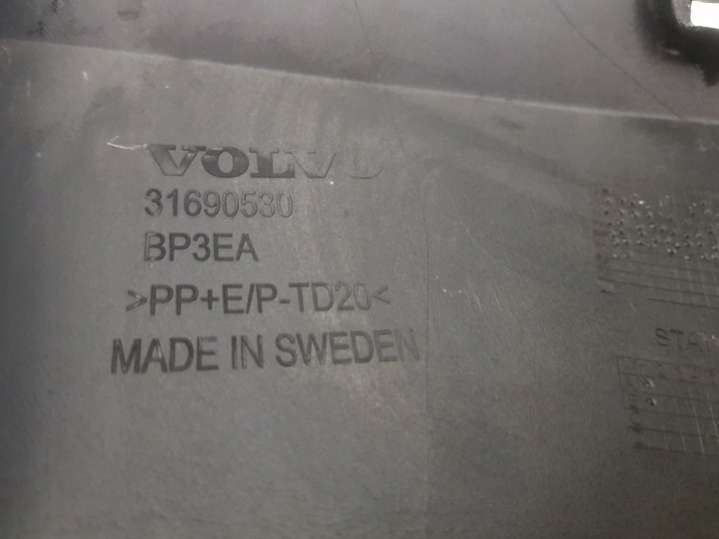 VOLVO
31690530
BP3EA
>PP+E/P-TD20<
MADE IN SWEDEN